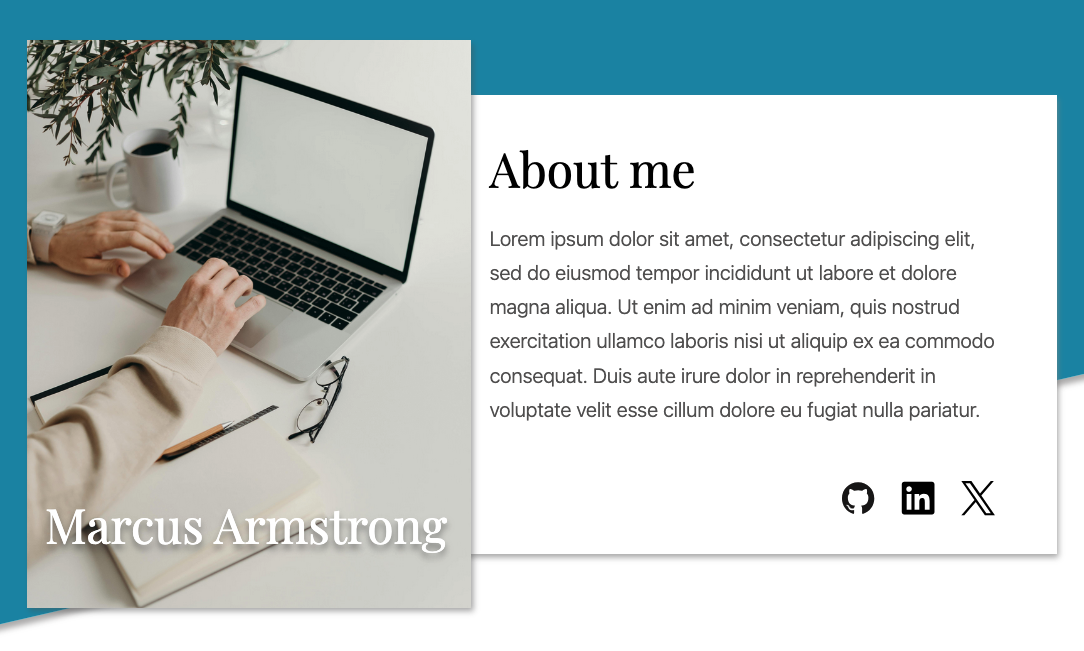 Marcus Armstrong
About me
Lorem ipsum dolor sit amet, consectetur adipiscing elit,
sed do eiusmod tempor incididunt ut labore et dolore
magna aliqua. Ut enim ad minim veniam, quis nostrud
exercitation ullamco laboris nisi ut aliquip ex ea commodo
consequat. Duis aute irure dolor in reprehenderit in
voluptate velit esse cillum dolore eu fugiat nulla pariatur.
in
X